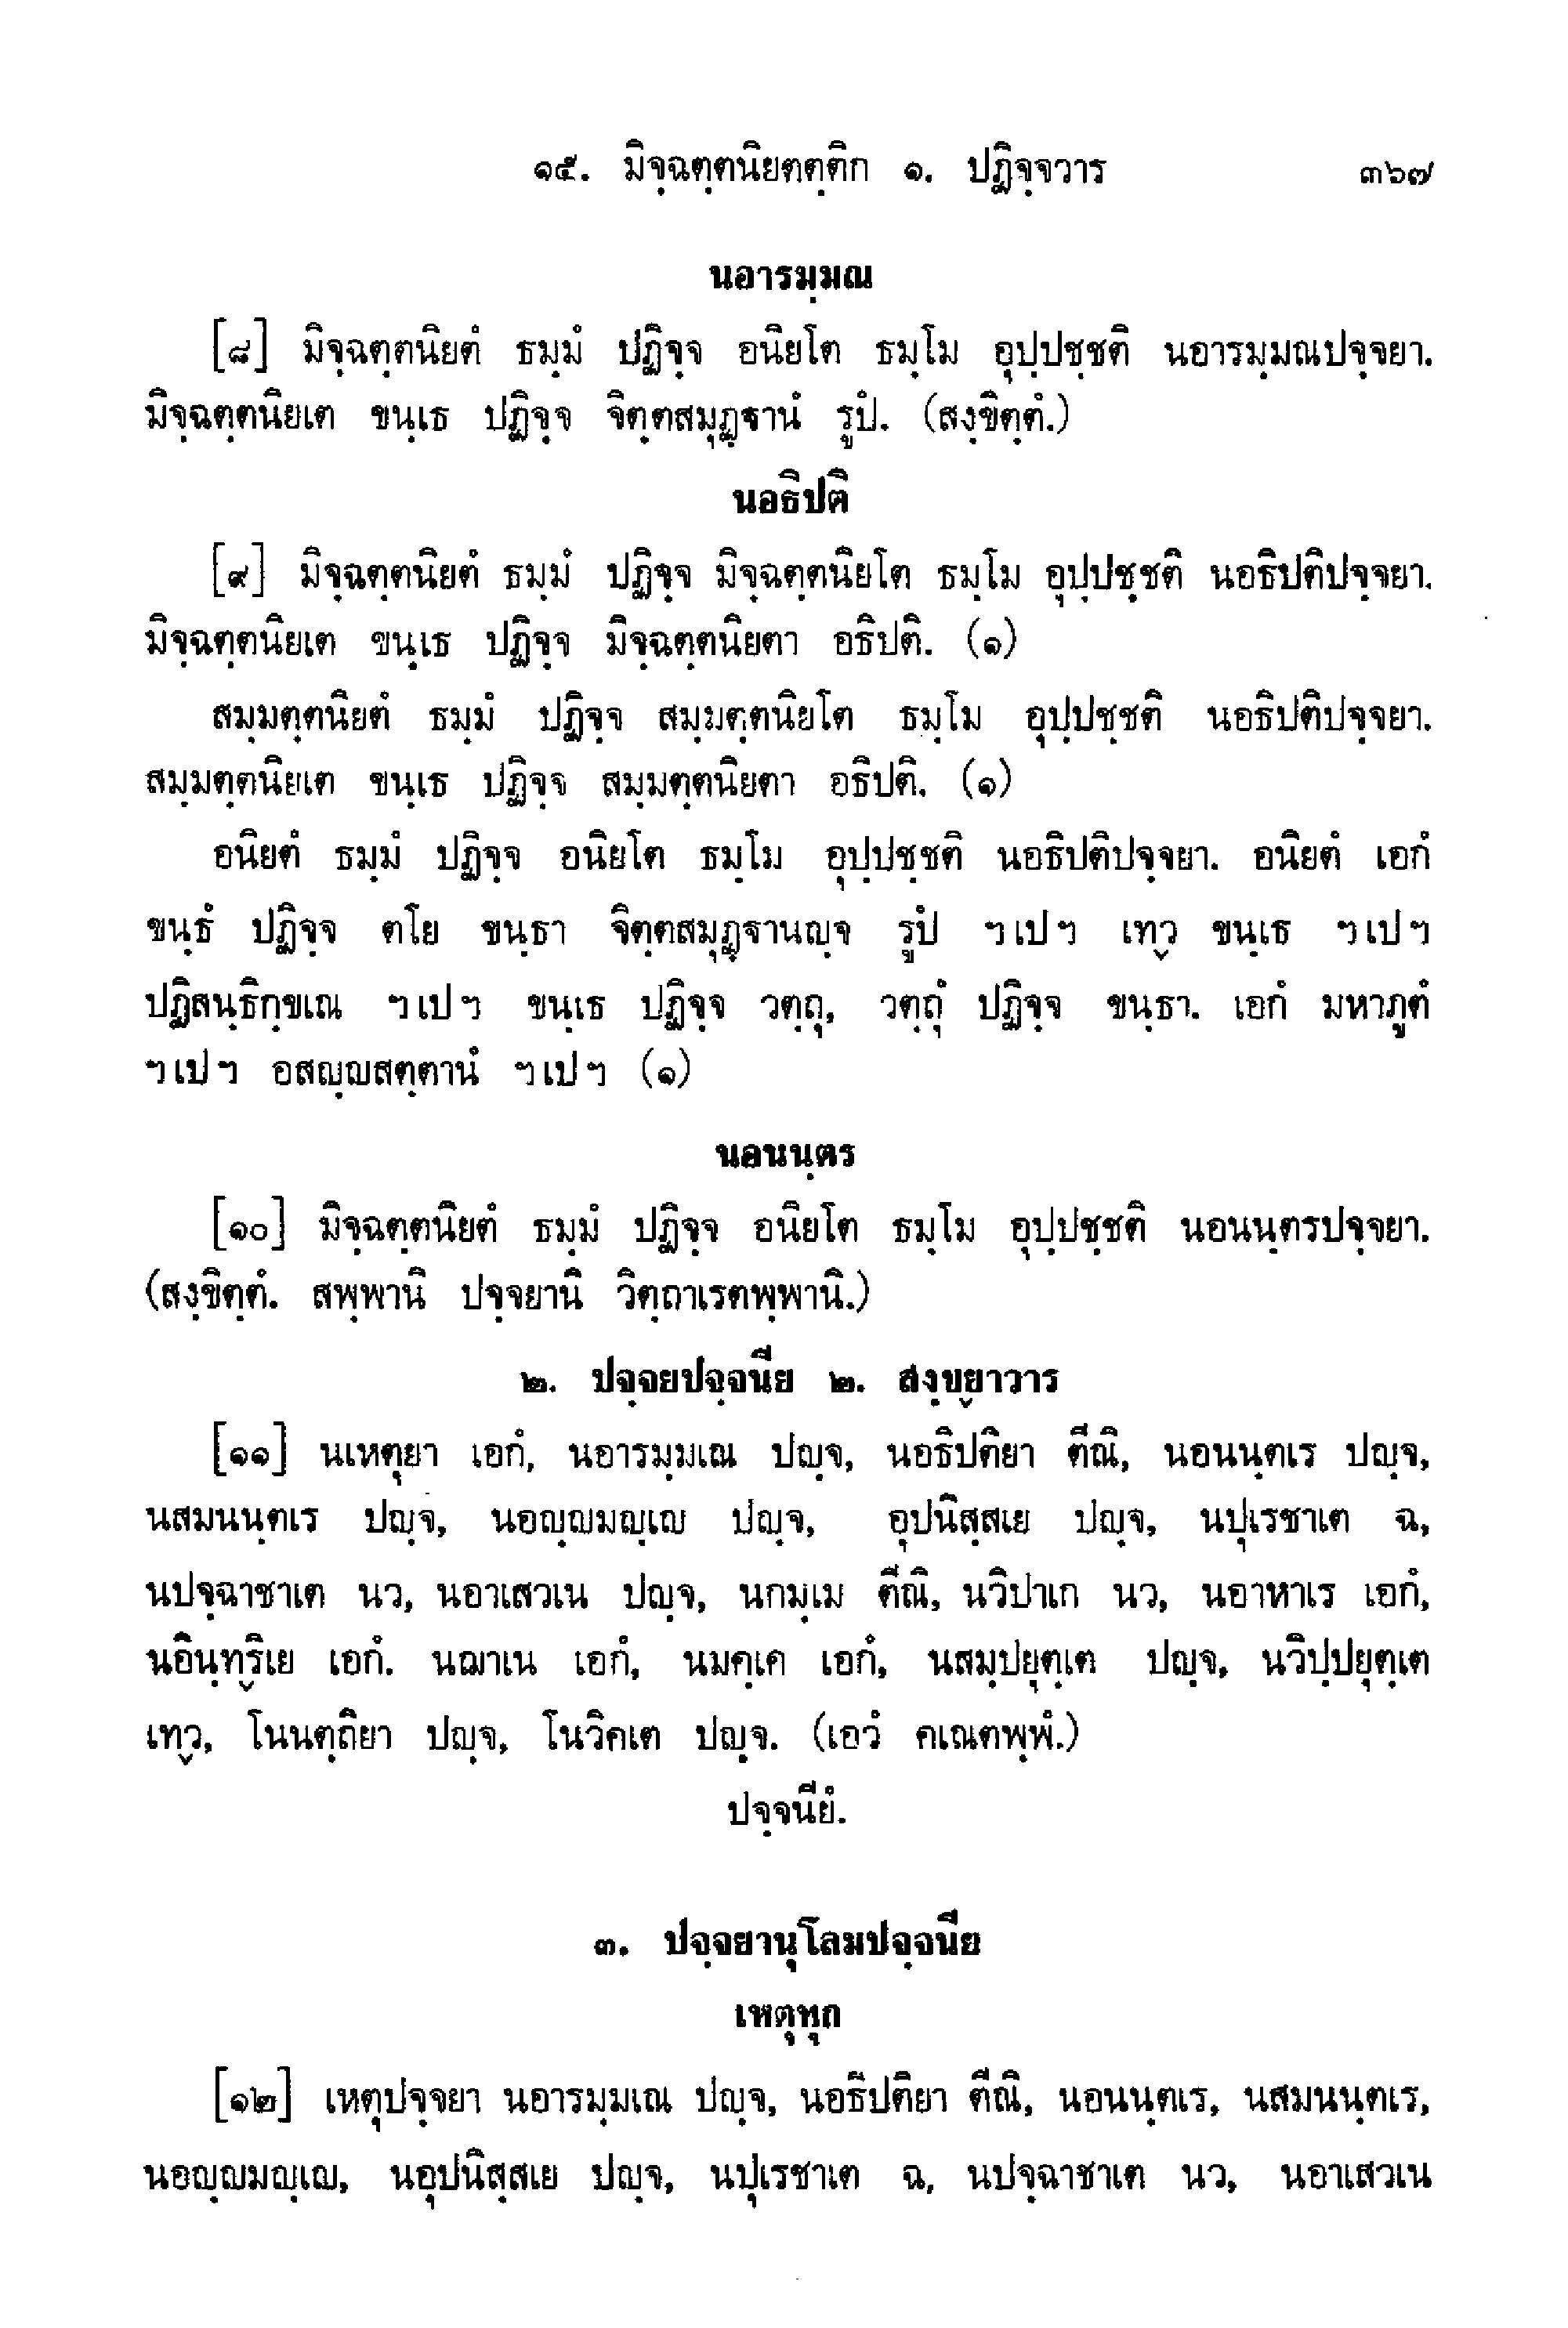 ๑๕. มิจฺฉตฺตนิยตตฺติก ๑. ปฏิจฺจวาร ๓๖๗
นอารมฺมณ
[๘] มิจฺฉตฺตนิยตํ ธมฺมํ ปฏิจฺจ อนิยโต ธมฺโม อุปฺปชฺชติ นอารมฺมณปจฺจยา.
มิจฺฉตฺตนิยเต ขนฺเธ ปฏิจฺจ จิตฺตสมุฏฺฐานํ รูปํ. (สงฺขิตฺตํ.)
นอธิปติ
[๙] มิจฺฉตฺตนิยตํ ธมฺมํ ปฏิจฺจ มิจฺฉตฺตนิยโต ธมฺโม อุปฺปชฺชติ นอธิปติปจฺจยา.
มิจฺฉตฺตนิยเต ขนฺเธ ปฏิจฺจ มิจฺฉตฺตนิยตา อธิปติ. (๑)
สมฺมตฺตนิยตํ ธมฺมํ ปฏิจฺจ สมฺมตฺตนิยโต ธมฺโม อุปฺปชฺชติ นอธิปติปจฺจยา.
สมฺมตฺตนิยเต ขนฺเธ ปฏิจฺจ สมฺมตฺตนิยตา อธิปติ. (๑)
อนิยตํ ธมฺมํ ปฏิจฺจ อนิยโต ธมฺโม อุปฺปชฺชติ นอธิปติปจฺจยา. อนิยตํ เอกํ
ขนฺธํ ปฏิจฺจ ตโย ขนฺธา จิตฺตสมุฏฺฐานญฺจ รูปํ ฯเปฯ เทฺว ขนฺเธ ฯเปฯ
ปฏิสนฺธิกฺขเณ ฯเปฯ ขนฺเธ ปฏิจฺจ วตฺถุ, วตฺถุํ ปฏิจฺจ ขนฺธา. เอกํ มหาภูตํ
ฯเปฯ อสญฺญสตฺตานํ ฯเปฯ (๑)
นอนนฺตร
[๑๐] มิจฺฉตฺตนิยตํ ธมฺมํ ปฏิจฺจ อนิยโต ธมฺโม อุปฺปชฺชติ นอนนฺตรปจฺจยา.
(สงฺขิตฺตํ. สพฺพานิ ปจฺจยานิ วิตฺถาเรตพฺพานิ.)
๒. ปจฺจยปจฺจนีย ๒. สงฺขฺยาวาร
[๑๑] นเหตุยา เอกํ, นอารมฺมเณ ปญฺจ, นอธิปติยา ตีณิ, นอนนฺตเร ปญฺจ,
นสมนนฺตเร ปญฺจ, นอญฺญมญฺเญ ปญฺจ, อุปนิสฺสเย ปญฺจ, นปุเรชาเต ฉ,
นปจฺฉาชาเต นว, นอาเสวเน ปญฺจ, นกมฺเม ตีณิ, นวิปาเก นว, นอาหาเร เอกํ,
นอินฺทฺริเย เอกํ. นฌาเน เอกํ, นมคฺเค เอกํ, นสมฺปยุตฺเต ปญฺจ, นวิปฺปยุตฺเต
เทฺว, โนนตฺถิยา ปญฺจ, โนวิคเต ปญฺจ. (เอวํ คเณตพฺพํ.)
ปจฺจนียํ.
๓. ปจฺจยานุโลมปจฺจนีย
เหตุทุก
[๑๒] เหตุปจฺจยา นอารมฺมเณ ปญฺจ, นอธิปติยา ตีณิ, นอนนฺตเร, นสมนนฺตเร,
นอญฺญมญฺเญ, นอุปนิสฺสเย ปญฺจ, นปุเรชาเต ฉ, นปจฺฉาชาเต นว, นอาเสวเน